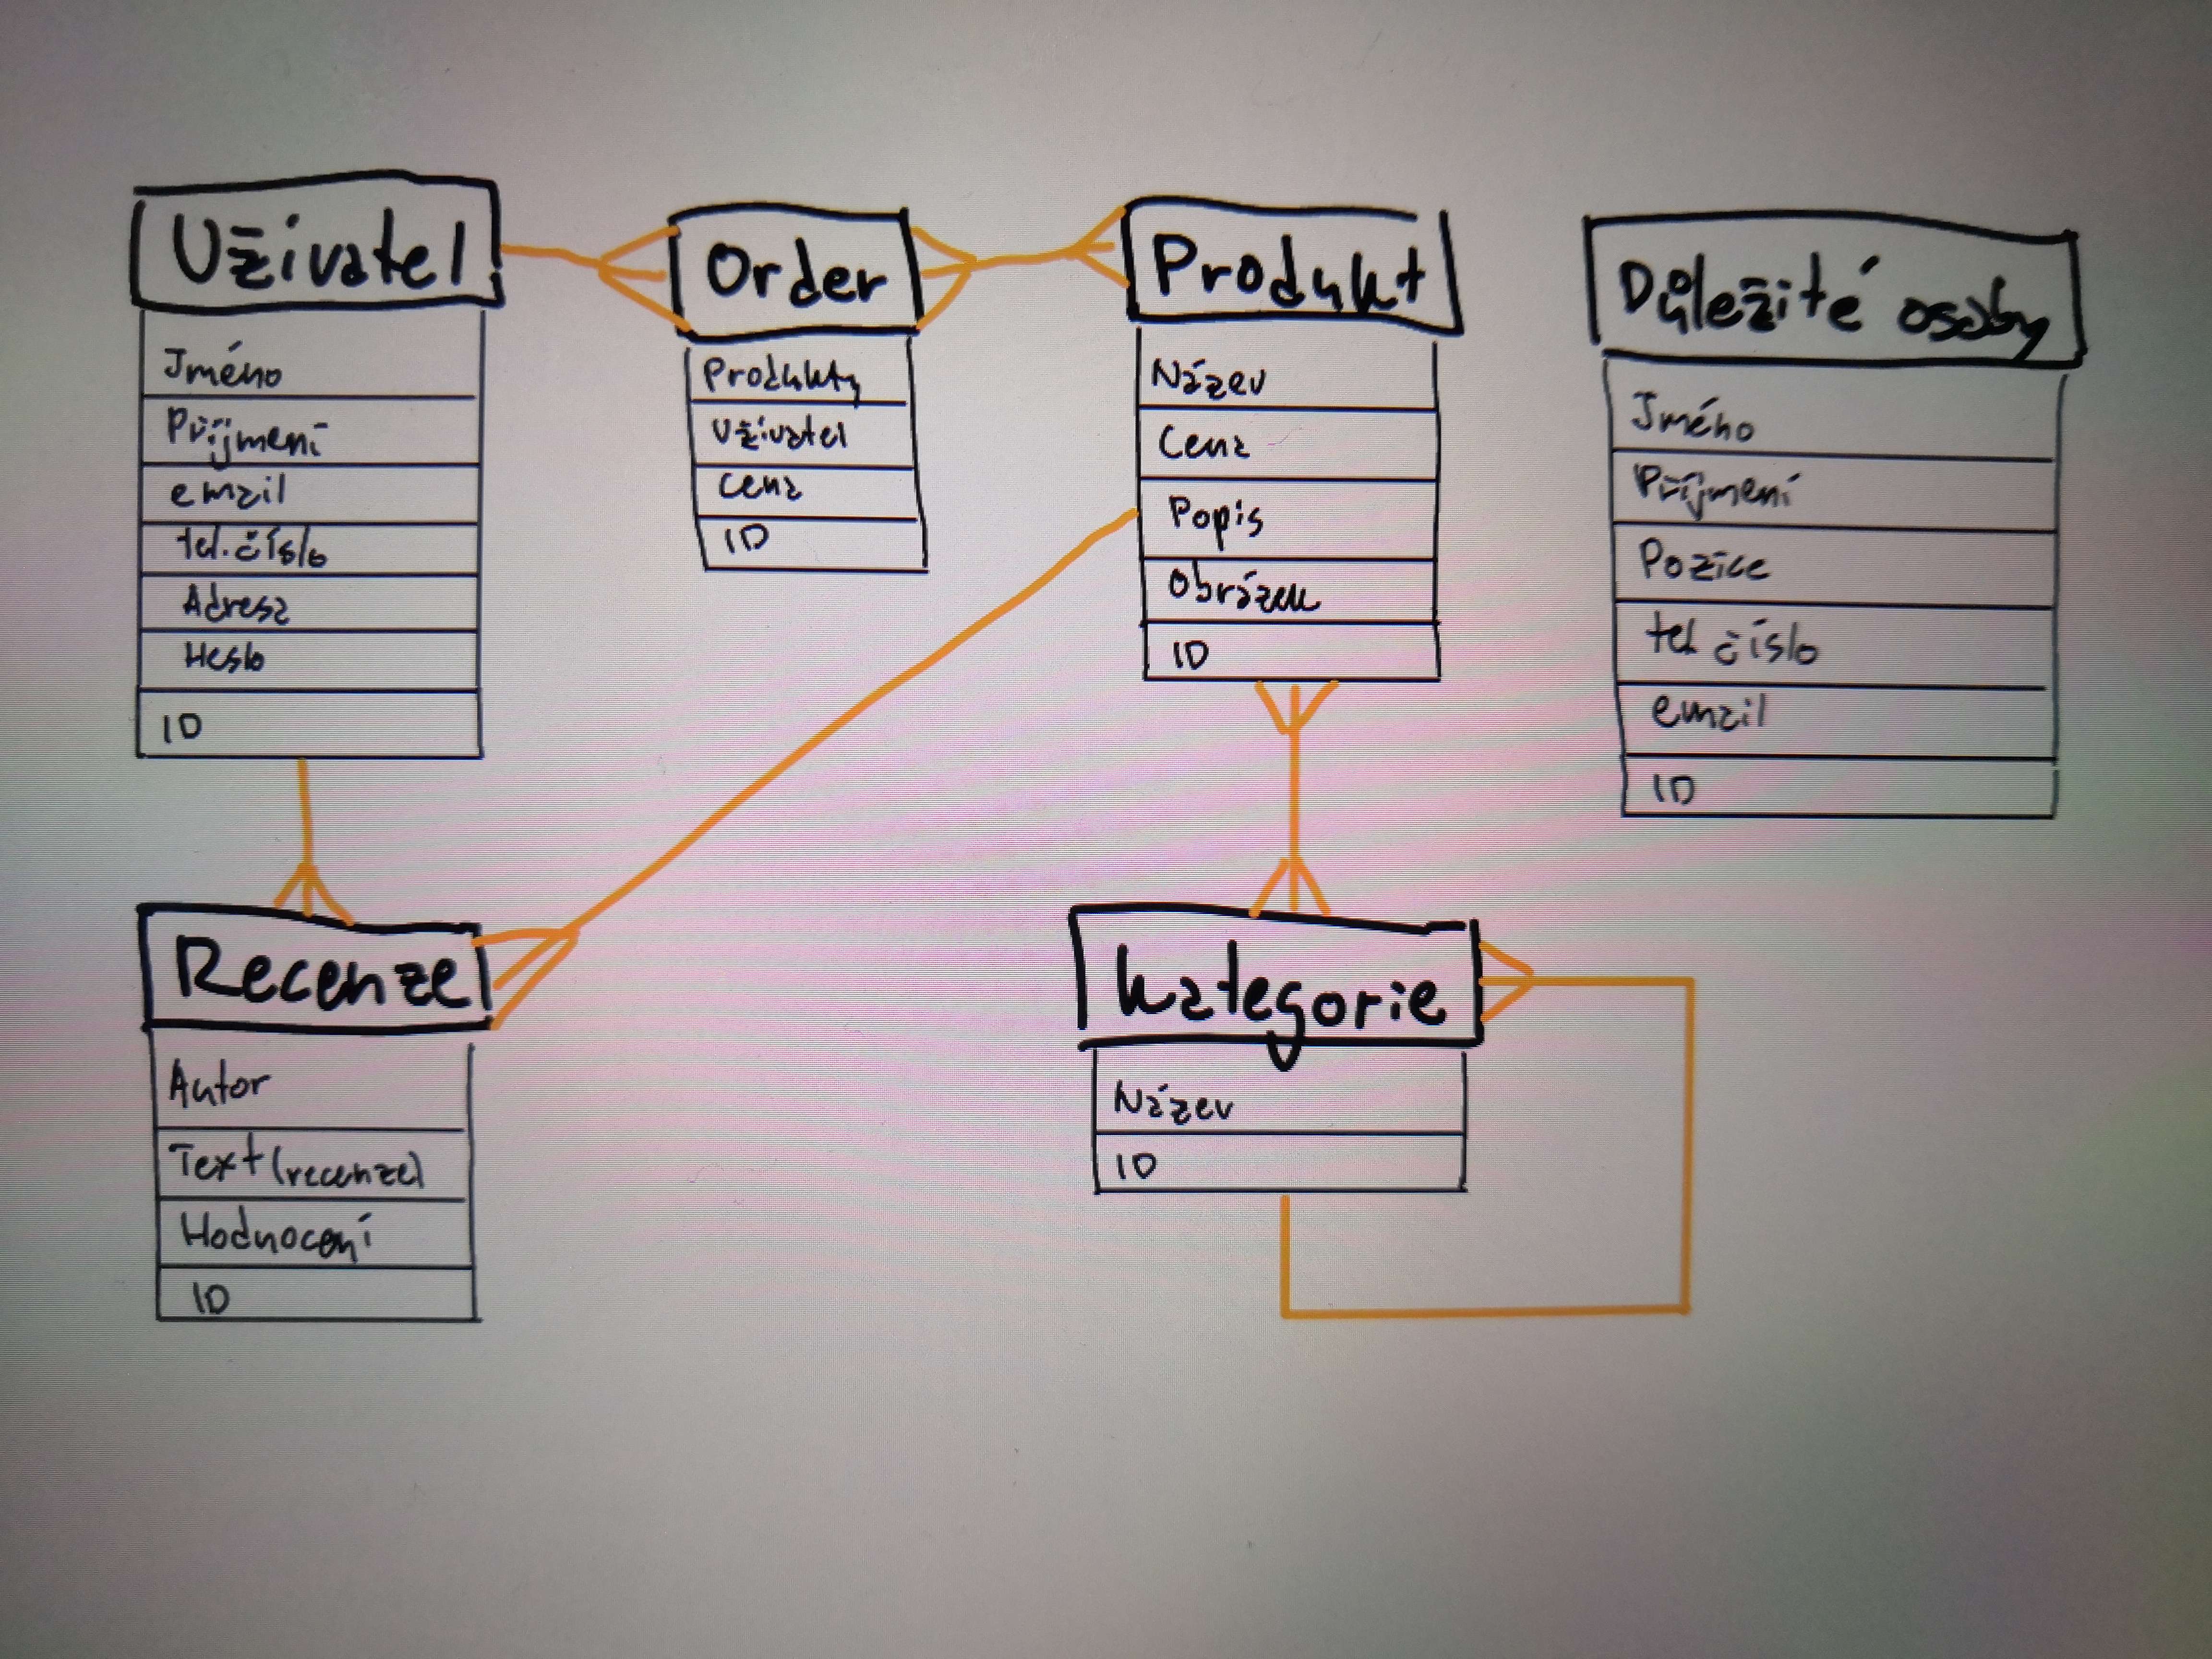 Uživatel
Jméno
Příjmení
email
tel. číslo
Adresa
Heslo
ID
Order
Produkty
Uživatel
Cena
ID
Produkt
Název
Cena
Popis
Obrázek
ID
Důležité osoby
Jméno
Příjmení
Pozice
tel číslo
email
ID
Recenze
Autor
Text (recenze)
Hodnocení
ID
Kategorie
Název
ID